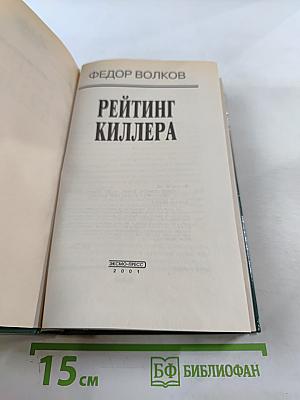 ФЕДОР ВОЛКОВ
РЕЙТИНГ
КИЛЛЕРА
ЭКСМО-ПРЕСС
2001
15 см
БФ БИБЛИОФАН